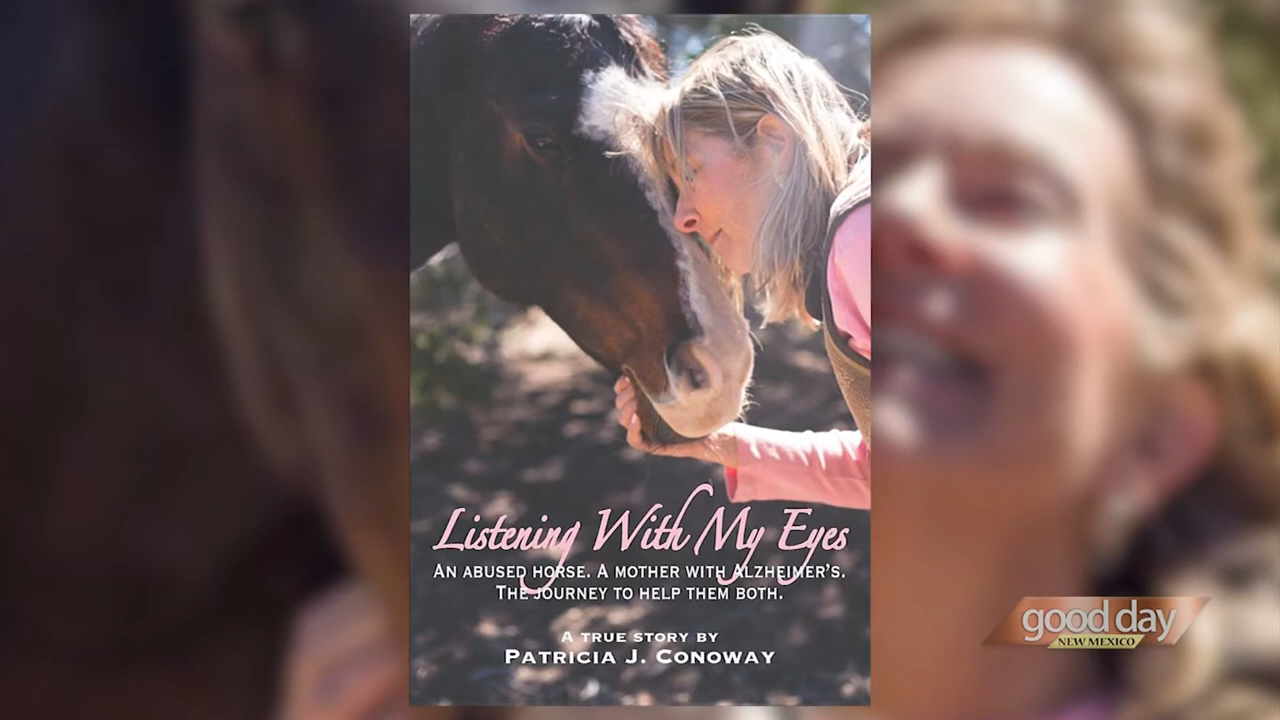 Listening With My Eyes
An abused horse. A mother with Alzheimer's.
The journey to help them both.
A true story by
Patricia J. Conoway
good day
NEW MEXICO